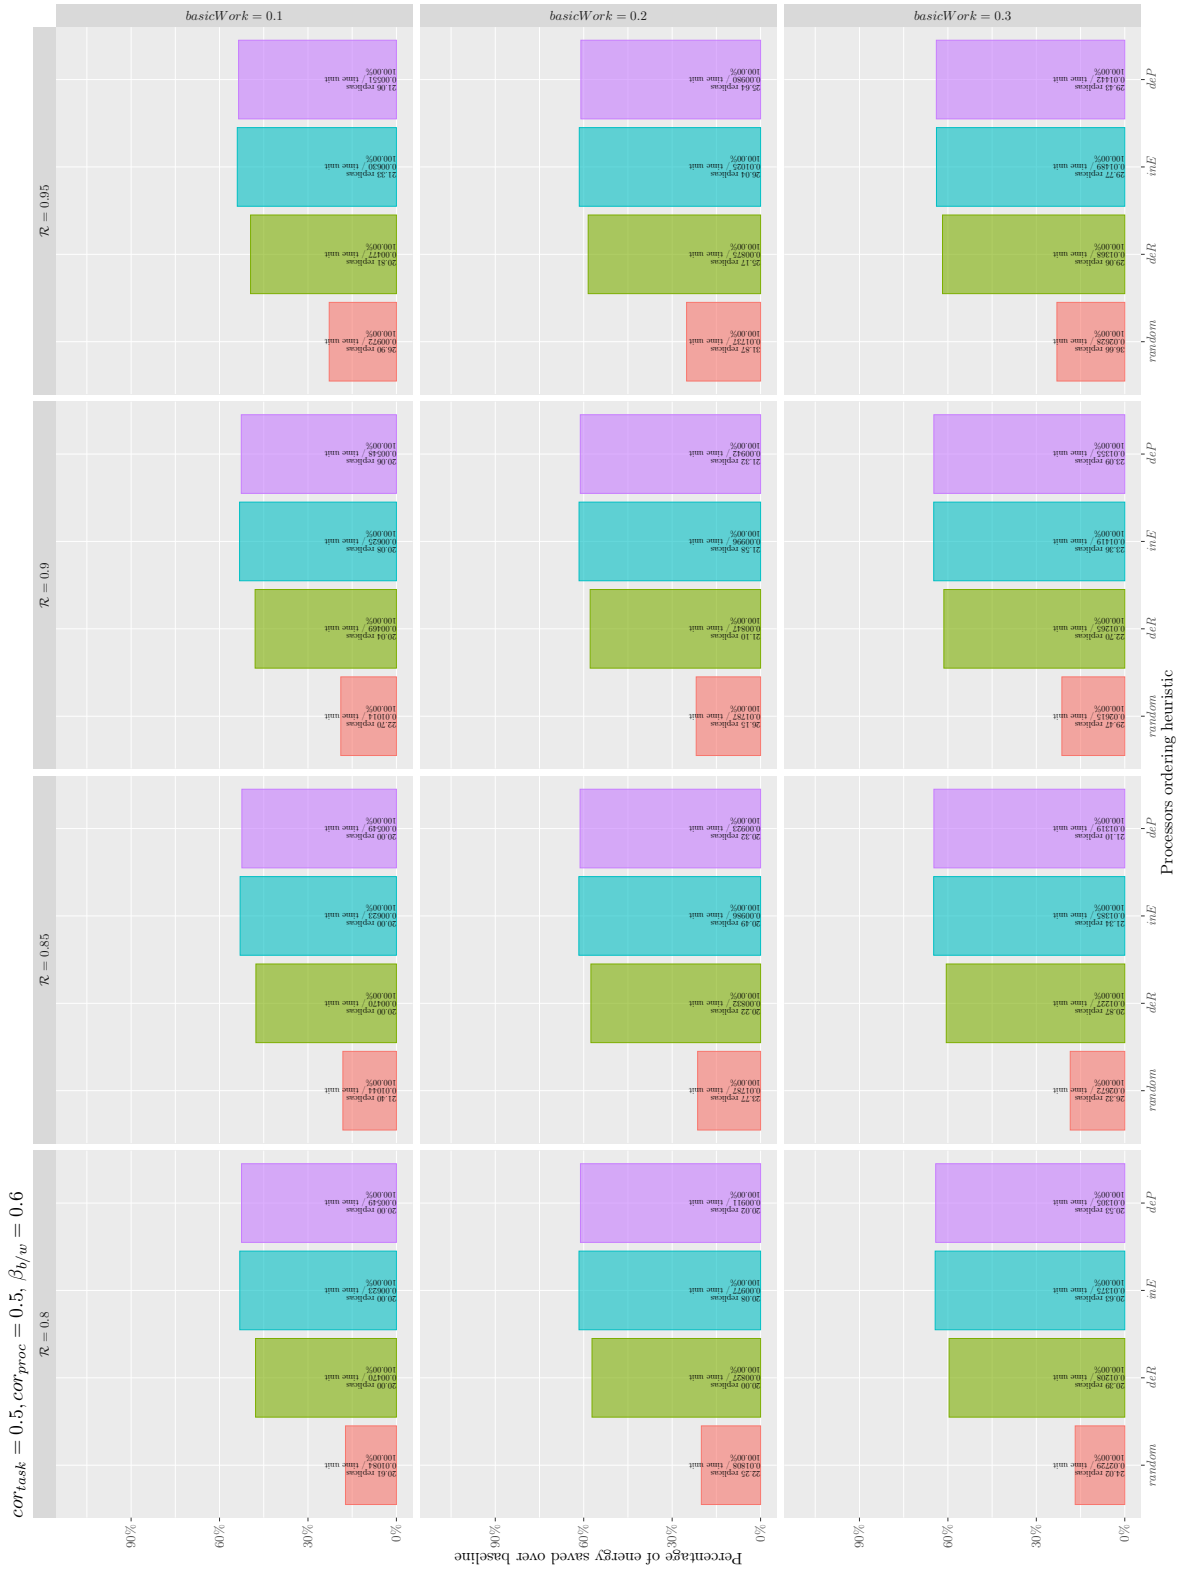 basicWork = 0.1
basicWork = 0.2
basicWork = 0.3
R = 0.95
21.06 replicas
0.00551 / time unit
100.00%
25.64 replicas
0.00980 / time unit
100.00%
29.43 replicas
0.01442 / time unit
100.00%
deP
21.33 replicas
0.00630 / time unit
100.00%
26.04 replicas
0.01025 / time unit
100.00%
29.77 replicas
0.01489 / time unit
100.00%
inE
20.81 replicas
0.00477 / time unit
100.00%
25.17 replicas
0.00875 / time unit
100.00%
29.06 replicas
0.01368 / time unit
100.00%
deR
26.90 replicas
0.00972 / time unit
100.00%
31.87 replicas
0.01737 / time unit
100.00%
36.66 replicas
0.02628 / time unit
100.00%
random
R = 0.9
20.06 replicas
0.00548 / time unit
100.00%
21.32 replicas
0.00942 / time unit
100.00%
23.09 replicas
0.01355 / time unit
100.00%
deP
20.08 replicas
0.00625 / time unit
100.00%
21.58 replicas
0.00996 / time unit
100.00%
23.36 replicas
0.01419 / time unit
100.00%
inE
20.04 replicas
0.00469 / time unit
100.00%
21.10 replicas
0.00847 / time unit
100.00%
22.70 replicas
0.01265 / time unit
100.00%
deR
22.70 replicas
0.01014 / time unit
100.00%
26.15 replicas
0.01787 / time unit
100.00%
29.47 replicas
0.02615 / time unit
100.00%
random
Processors ordering heuristic
R = 0.85
20.00 replicas
0.00549 / time unit
100.00%
20.32 replicas
0.00923 / time unit
100.00%
21.10 replicas
0.01319 / time unit
100.00%
deP
20.00 replicas
0.00623 / time unit
100.00%
20.49 replicas
0.00986 / time unit
100.00%
21.34 replicas
0.01385 / time unit
100.00%
inE
20.00 replicas
0.00470 / time unit
100.00%
20.22 replicas
0.00832 / time unit
100.00%
20.87 replicas
0.01227 / time unit
100.00%
deR
21.40 replicas
0.01044 / time unit
100.00%
23.77 replicas
0.01787 / time unit
100.00%
26.32 replicas
0.02672 / time unit
100.00%
random
cor_task = 0.5, cor_proc = 0.5, β_b/w = 0.6
R = 0.8
20.00 replicas
0.00549 / time unit
100.00%
20.02 replicas
0.00911 / time unit
100.00%
20.53 replicas
0.01305 / time unit
100.00%
deP
20.00 replicas
0.00623 / time unit
100.00%
20.08 replicas
0.00977 / time unit
100.00%
20.63 replicas
0.01375 / time unit
100.00%
inE
20.00 replicas
0.00470 / time unit
100.00%
20.00 replicas
0.00827 / time unit
100.00%
20.39 replicas
0.01208 / time unit
100.00%
deR
20.61 replicas
0.01084 / time unit
100.00%
22.25 replicas
0.01808 / time unit
100.00%
24.02 replicas
0.02729 / time unit
100.00%
random
90%
60%
30%
0%
90%
60%
30%
0%
90%
60%
30%
0%
Percentage of energy saved over baseline